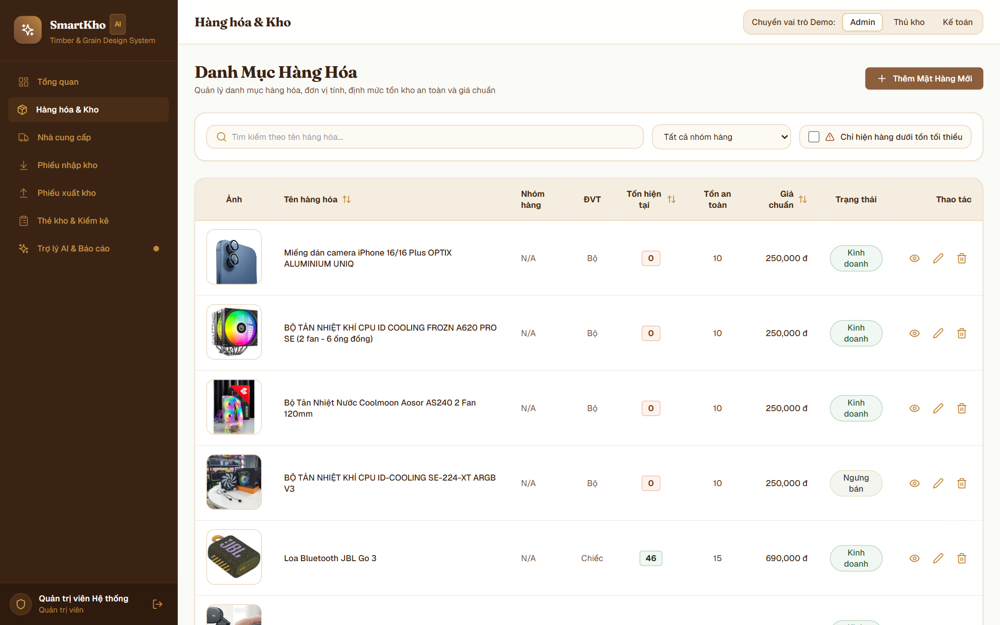 SmartKho AI
Timber & Grain Design System
Tổng quan
Hàng hóa & Kho
Nhà cung cấp
Phiếu nhập kho
Phiếu xuất kho
Thẻ kho & Kiểm kê
Trợ lý AI & Báo cáo
Quản trị viên Hệ thống
Quản trị viên
Hàng hóa & Kho
Chuyển vai trò Demo: Admin Thủ kho Kế toán
Danh Mục Hàng Hóa
Quản lý danh mục hàng hóa, đơn vị tính, định mức tồn kho an toàn và giá chuẩn
Thêm Mặt Hàng Mới
Tìm kiếm theo tên hàng hóa...
Tất cả nhóm hàng
Chỉ hiện hàng dưới tồn tối thiểu
Ảnh
Tên hàng hóa
Nhóm
hàng
ĐVT
Tồn hiện
tại
Tồn an
toàn
Giá
chuẩn
Trạng thái
Thao tác
Miếng dán camera iPhone 16/16 Plus OPTIX
ALUMINIUM UNIQ
N/A
Bộ
0
10
250,000 đ
Kinh
doanh
BỘ TẢN NHIỆT KHÍ CPU ID COOLING FROZN A620 PRO
SE (2 fan - 6 ống đồng)
N/A
Bộ
0
10
250,000 đ
Kinh
doanh
AS240
Bộ Tản Nhiệt Nước Coolmoon Aosor AS240 2 Fan
120mm
N/A
Bộ
0
10
250,000 đ
Kinh
doanh
BỘ TẢN NHIỆT KHÍ CPU ID-COOLING SE-224-XT ARGB
V3
N/A
Bộ
0
10
250,000 đ
Ngưng
bán
JBL
Loa Bluetooth JBL Go 3
N/A
Chiếc
46
15
690,000 đ
Kinh
doanh